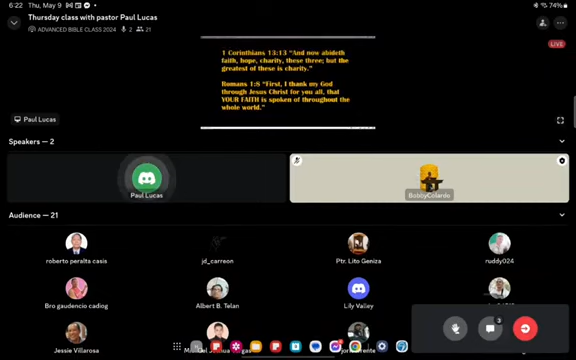 6:22 Thu, May 9
74%
Thursday class with pastor Paul Lucas
ADVANCED BIBLE CLASS 2024 2 21
LIVE
1 Corinthians 13:13 "And now abideth
faith, hope, charity, these three; but the
greatest of these is charity."
Romans 1:8 "First, I thank my God
through Jesus Christ for you all, that
YOUR FAITH is spoken of throughout the
whole world."
Paul Lucas
Speakers — 2
Paul Lucas
BobbyCollardo
Audience — 21
roberto peralta casis
jd_carreon
Ptr. Lito Geniza
ruddy024
Bro gaudencio cadiog
Albert B. Telan
Lily Valley
3
Jessie Villarosa